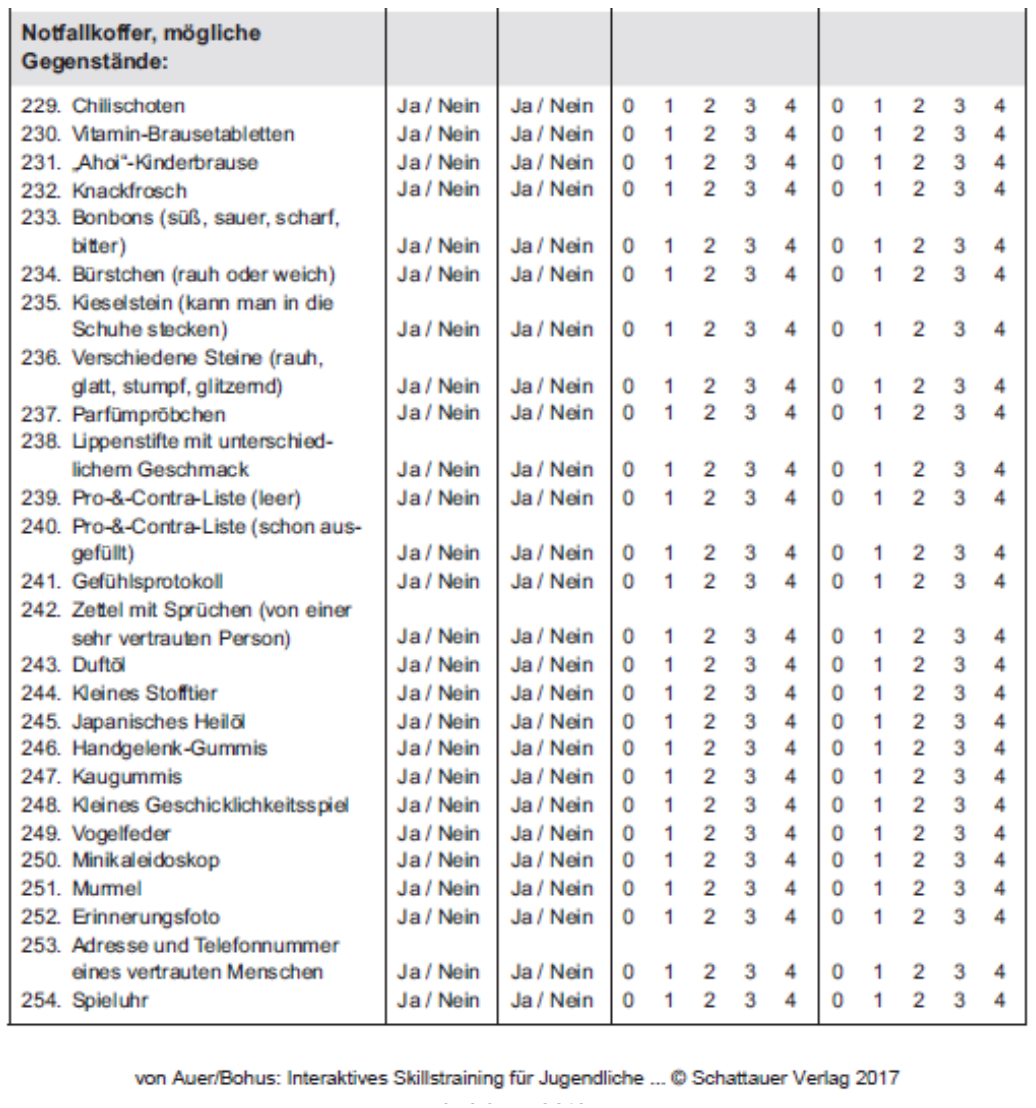 Notfallkoffer, mögliche
Gegenstände:
229. Chilischoten Ja / Nein Ja / Nein 0 1 2 3 4 0 1 2 3 4
230. Vitamin-Brausetabletten Ja / Nein Ja / Nein 0 1 2 3 4 0 1 2 3 4
231. „Ahoi“-Kinderbrause Ja / Nein Ja / Nein 0 1 2 3 4 0 1 2 3 4
232. Knackfrosch Ja / Nein Ja / Nein 0 1 2 3 4 0 1 2 3 4
233. Bonbons (süß, sauer, scharf,
bitter) Ja / Nein Ja / Nein 0 1 2 3 4 0 1 2 3 4
234. Bürstchen (rauh oder weich) Ja / Nein Ja / Nein 0 1 2 3 4 0 1 2 3 4
235. Kieselstein (kann man in die
Schuhe stecken) Ja / Nein Ja / Nein 0 1 2 3 4 0 1 2 3 4
236. Verschiedene Steine (rauh,
glatt, stumpf, glitzernd) Ja / Nein Ja / Nein 0 1 2 3 4 0 1 2 3 4
237. Parfümpröbchen Ja / Nein Ja / Nein 0 1 2 3 4 0 1 2 3 4
238. Lippenstifte mit unterschied-
lichem Geschmack Ja / Nein Ja / Nein 0 1 2 3 4 0 1 2 3 4
239. Pro-&-Contra-Liste (leer) Ja / Nein Ja / Nein 0 1 2 3 4 0 1 2 3 4
240. Pro-&-Contra-Liste (schon aus-
gefüllt) Ja / Nein Ja / Nein 0 1 2 3 4 0 1 2 3 4
241. Gefühlsprotokoll Ja / Nein Ja / Nein 0 1 2 3 4 0 1 2 3 4
242. Zettel mit Sprüchen (von einer
sehr vertrauten Person) Ja / Nein Ja / Nein 0 1 2 3 4 0 1 2 3 4
243. Duftöl Ja / Nein Ja / Nein 0 1 2 3 4 0 1 2 3 4
244. Kleines Stofftier Ja / Nein Ja / Nein 0 1 2 3 4 0 1 2 3 4
245. Japanisches Heilöl Ja / Nein Ja / Nein 0 1 2 3 4 0 1 2 3 4
246. Handgelenk-Gummis Ja / Nein Ja / Nein 0 1 2 3 4 0 1 2 3 4
247. Kaugummis Ja / Nein Ja / Nein 0 1 2 3 4 0 1 2 3 4
248. Kleines Geschicklichkeitsspiel Ja / Nein Ja / Nein 0 1 2 3 4 0 1 2 3 4
249. Vogelfeder Ja / Nein Ja / Nein 0 1 2 3 4 0 1 2 3 4
250. Minikaleidoskop Ja / Nein Ja / Nein 0 1 2 3 4 0 1 2 3 4
251. Murmel Ja / Nein Ja / Nein 0 1 2 3 4 0 1 2 3 4
252. Erinnerungsfoto Ja / Nein Ja / Nein 0 1 2 3 4 0 1 2 3 4
253. Adresse und Telefonnummer
eines vertrauten Menschen Ja / Nein Ja / Nein 0 1 2 3 4 0 1 2 3 4
254. Spieluhr Ja / Nein Ja / Nein 0 1 2 3 4 0 1 2 3 4
von Auer/Bohus: Interaktives Skillstraining für Jugendliche ... © Schattauer Verlag 2017